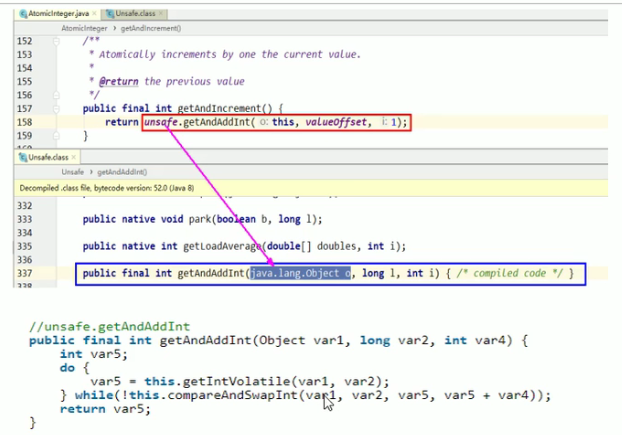 AtomicInteger.java × Unsafe.class ×
AtomicInteger › getAndIncrement()
152 /**
153 * Atomically increments by one the current value.
154 *
155 * @return the previous value
156 */
157 public final int getAndIncrement() {
158 return unsafe.getAndAddInt( o: this, valueOffset, i: 1);
159 }
Unsafe.class ×
Unsafe › getAndAddInt()
Decompiled .class file, bytecode version: 52.0 (Java 8)
332
333 public native void park(boolean b, long l);
334
335 public native int getLoadAverage(double[] doubles, int i);
336
337 public final int getAndAddInt(java.lang.Object o, long l, int i) { /* compiled code */ }
338
//unsafe.getAndAddInt
public final int getAndAddInt(Object var1, long var2, int var4) {
int var5;
do {
var5 = this.getIntVolatile(var1, var2);
} while(!this.compareAndSwapInt(var1, var2, var5, var5 + var4));
return var5;
}